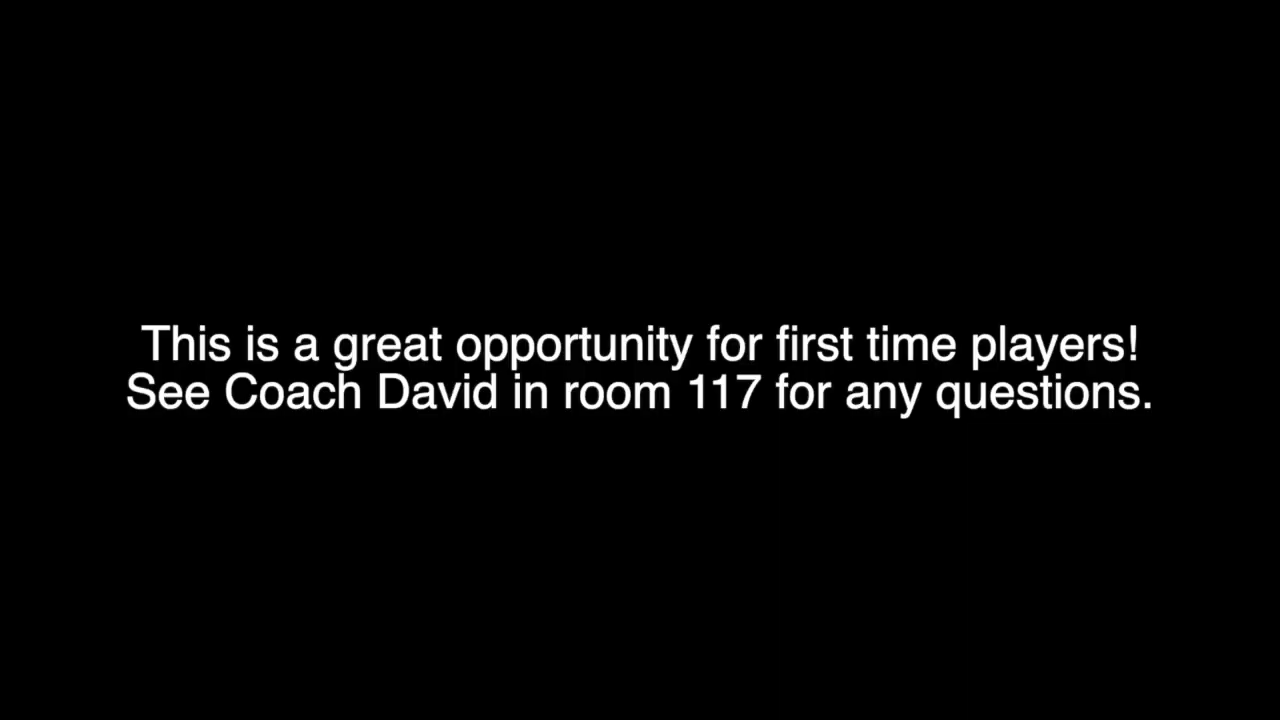 This is a great opportunity for first time players!
See Coach David in room 117 for any questions.